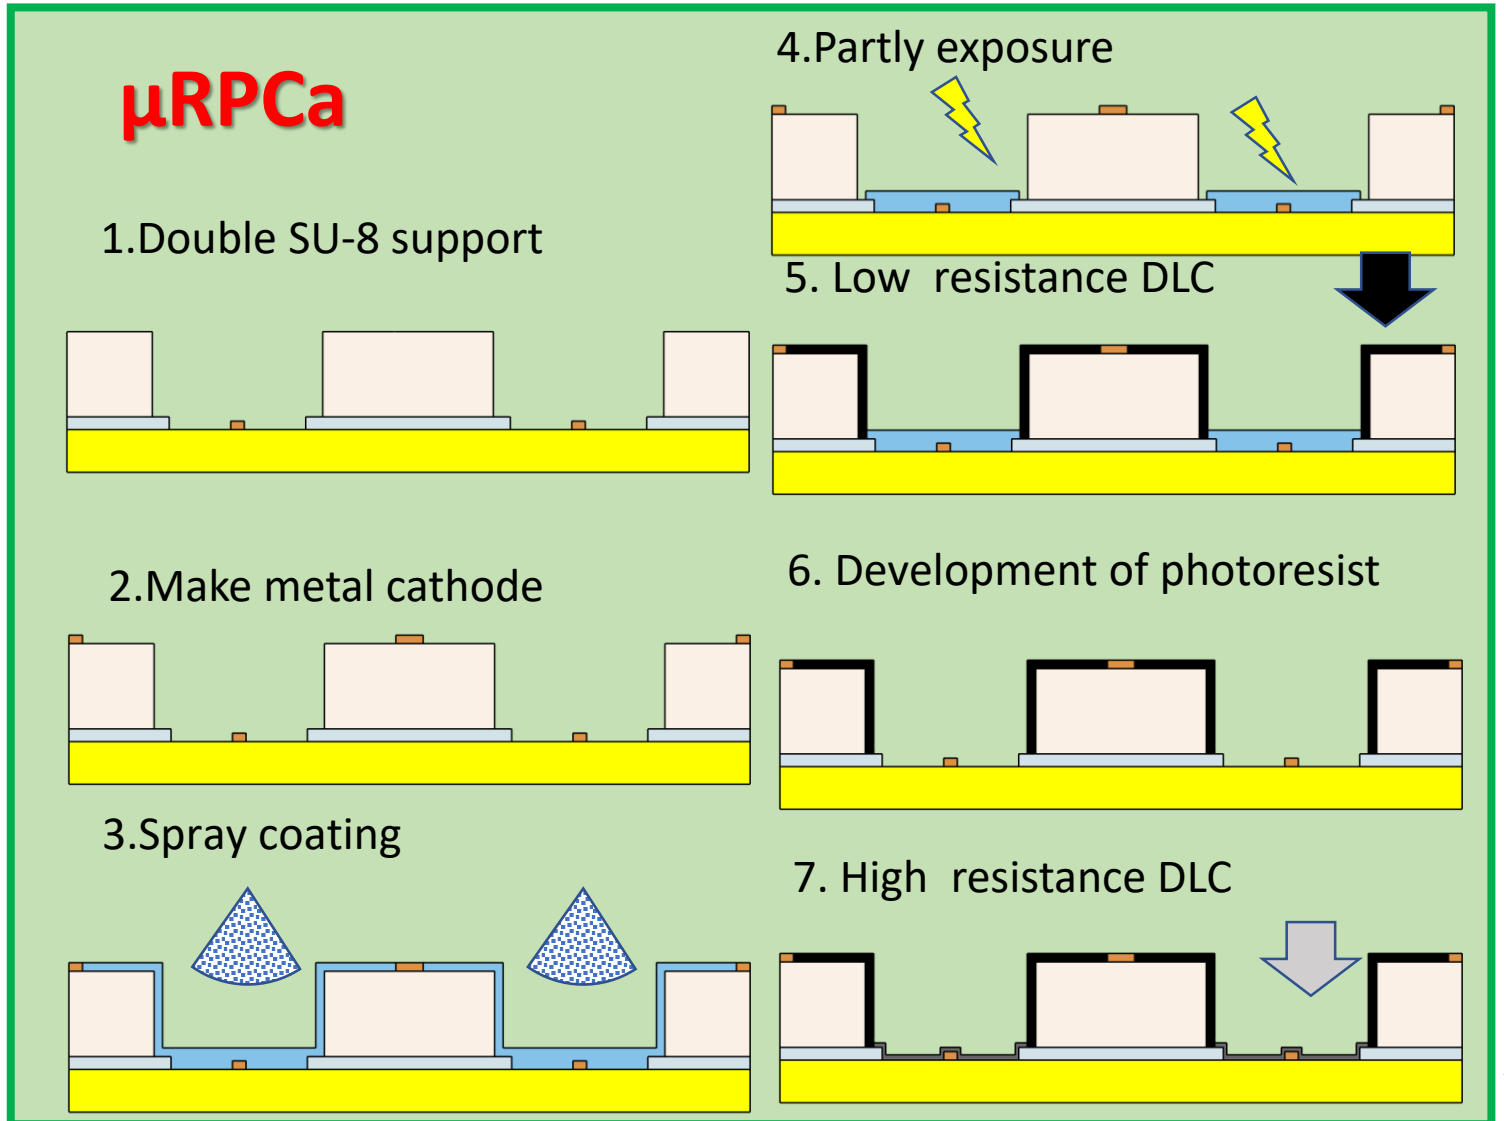 μRPCa
1.Double SU-8 support
2.Make metal cathode
3.Spray coating
4.Partly exposure
5. Low  resistance DLC
6. Development of photoresist
7. High  resistance DLC